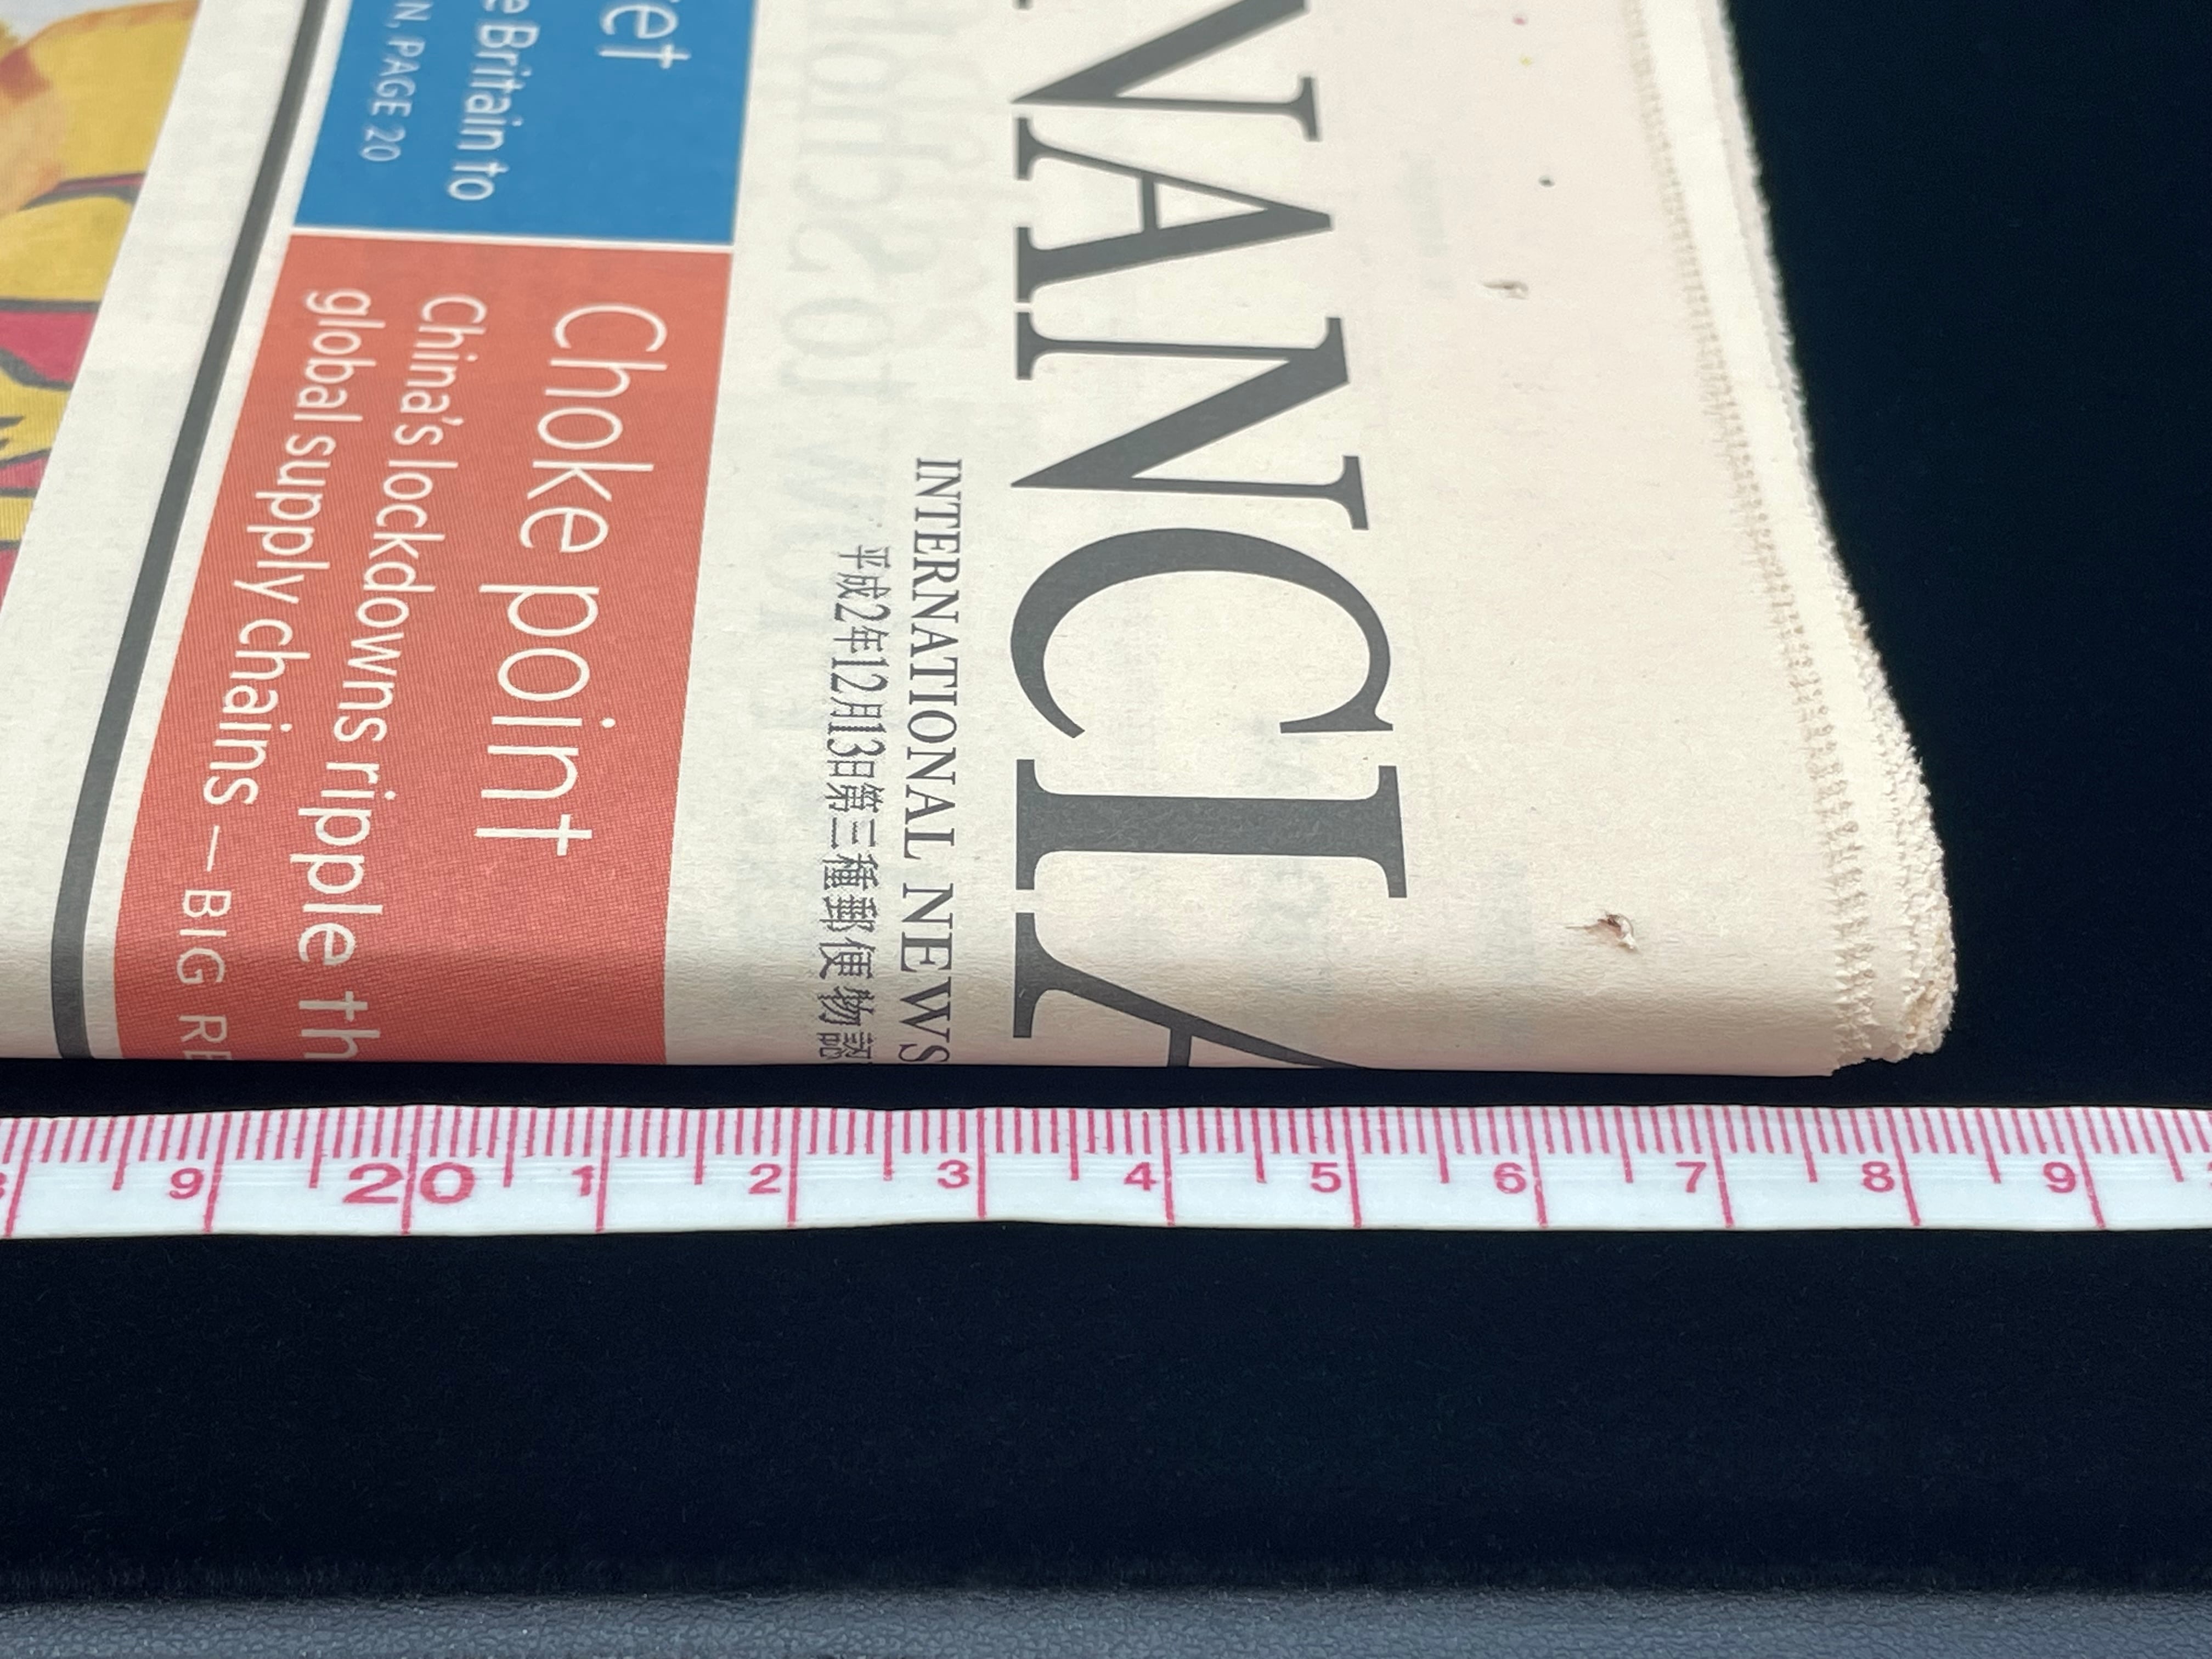 NANCIA
INTERNATIONAL NEWS
平成2年12月13日第三種郵便物認
et
e Britain to
N, PAGE 20
Choke point
China's lockdowns ripple th
global supply chains — BIG RE
9 20 1 2 3 4 5 6 7 8 9